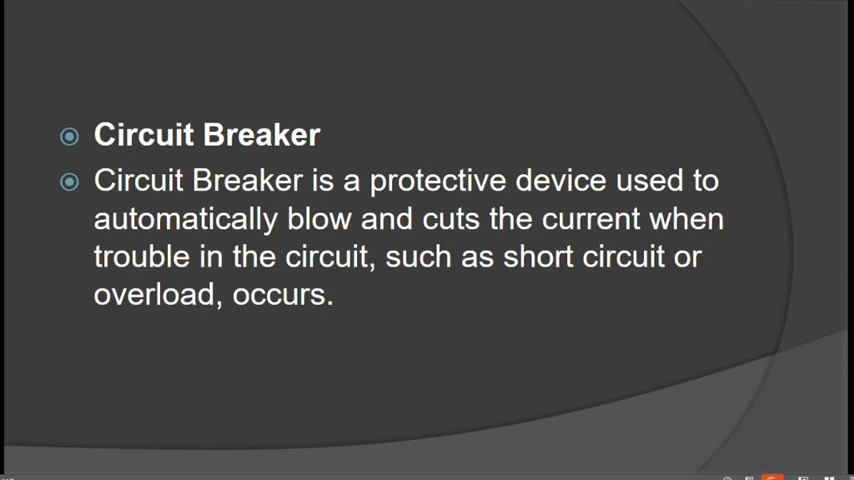 Circuit Breaker
Circuit Breaker is a protective device used to
automatically blow and cuts the current when
trouble in the circuit, such as short circuit or
overload, occurs.